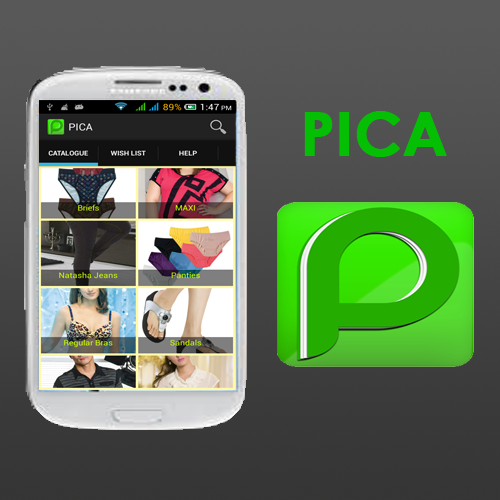 89% 1:47 PM
PICA
CATALOGUE WISH LIST HELP
Briefs MAXI
Natasha Jeans Panties
Regular Bras Sandals
PICA
P